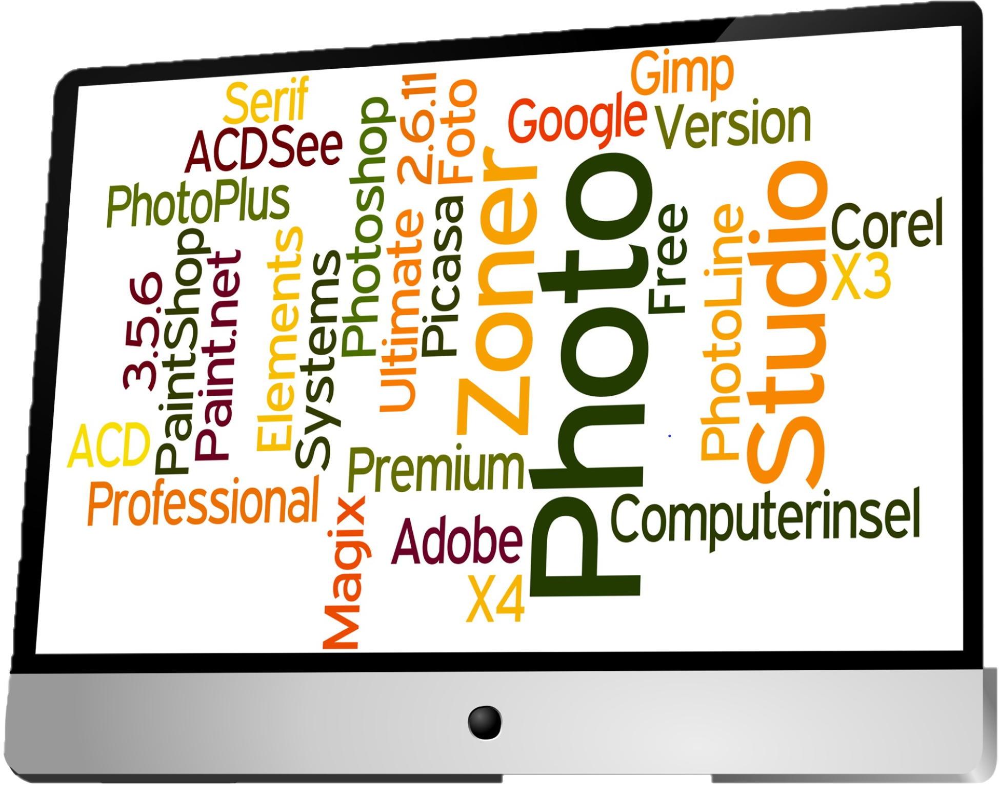 Serif
ACDSee
PhotoPlus
3.5.6
PaintShop
Paint.net
ACD
Professional
Elements
Systems
Photoshop
2.6.11
Foto
Ultimate
Picasa
Zoner
Premium
Magix
Adobe
X4
Google
Gimp
Version
Photo
Free
PhotoLine
Studio
Corel
X3
Computerinsel